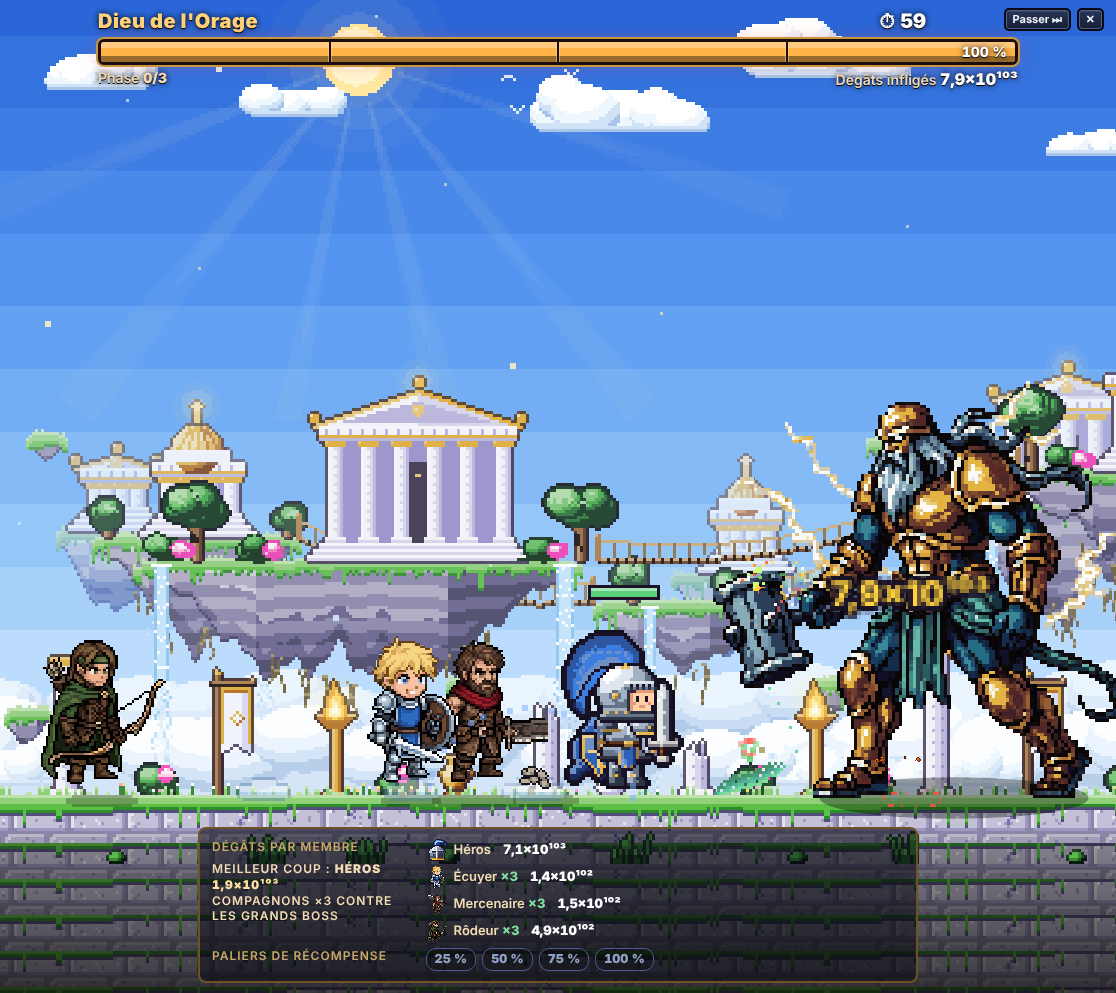 Dieu de l'Orage
⏱ 59
Passer ⏭
✕
100 %
Phase 0/3
Dégâts infligés 7,9×10¹⁰³
7,9×10¹⁰³
DÉGÂTS PAR MEMBRE
MEILLEUR COUP : HÉROS
1,9×10¹⁰³
COMPAGNONS ×3 CONTRE
LES GRANDS BOSS
Héros 7,1×10¹⁰³
Écuyer ×3 1,4×10¹⁰²
Mercenaire ×3 1,5×10¹⁰²
Rôdeur ×3 4,9×10¹⁰²
PALIERS DE RÉCOMPENSE
25 %
50 %
75 %
100 %